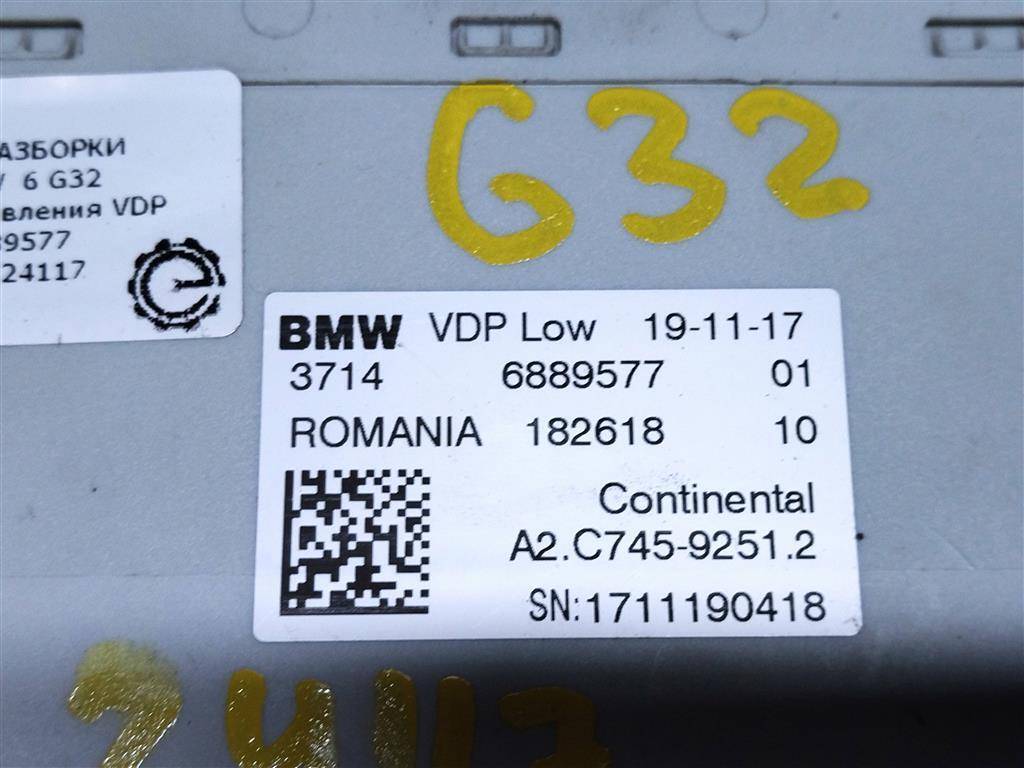 G32
АЗБОРКИ
/ 6 G32
вления VDP
9577
24117
BMW VDP Low 19-11-17
3714 6889577 01
ROMANIA 182618 10
Continental
A2.C745-9251.2
SN:1711190418
24117